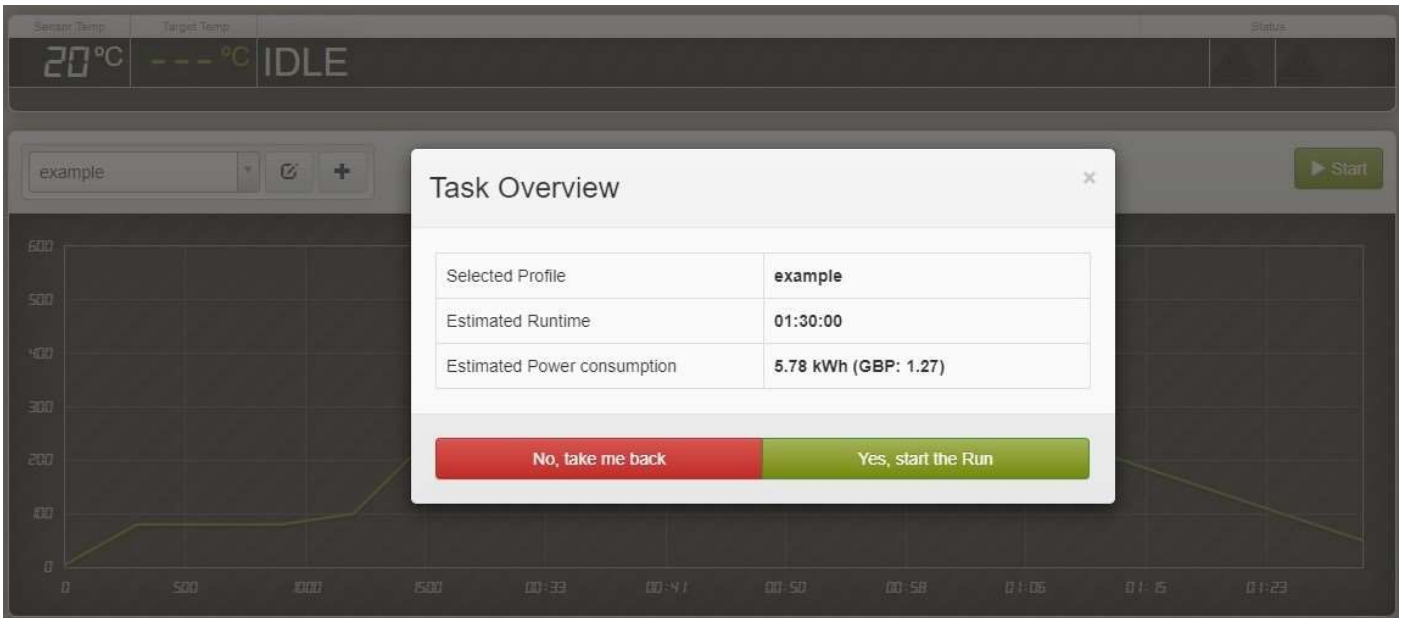 Sensor Temp Target Temp Status
20°C ---°C IDLE
example Start
Task Overview ×
Selected Profile example
Estimated Runtime 01:30:00
Estimated Power consumption 5.78 kWh (GBP: 1.27)
No, take me back Yes, start the Run
600
500
400
300
200
100
0
0 500 1000 1500 00:33 00:41 00:50 00:58 01:06 01:15 01:23